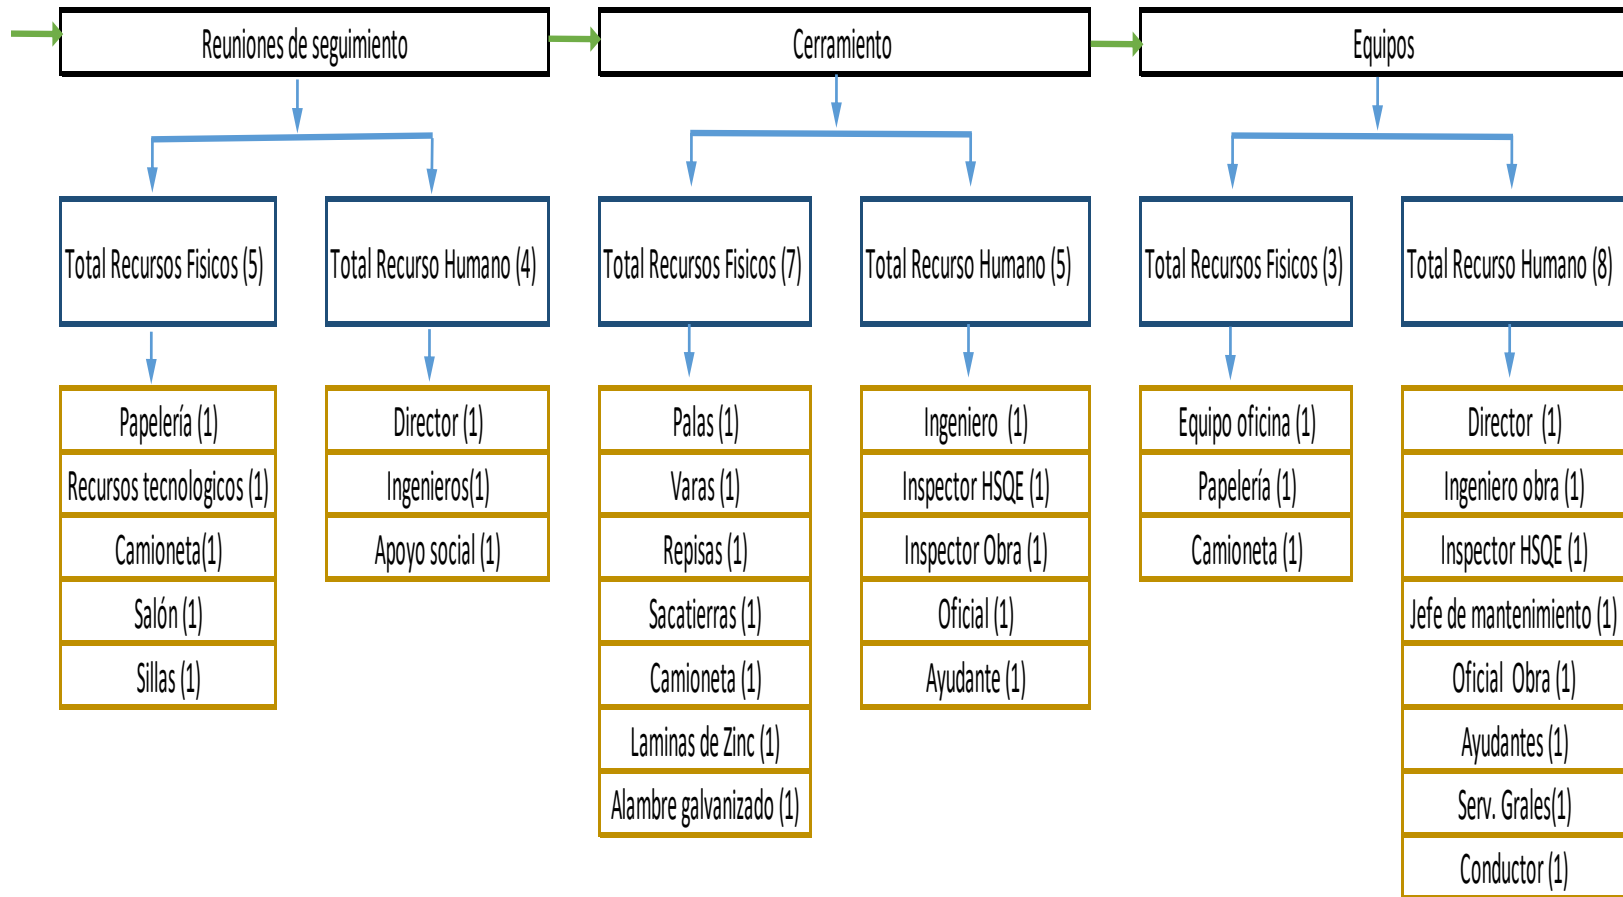 Reuniones de seguimiento
Cerramiento
Equipos
Total Recursos Fisicos (5)
Total Recurso Humano (4)
Total Recursos Fisicos (7)
Total Recurso Humano (5)
Total Recursos Fisicos (3)
Total Recurso Humano (8)
Papelería (1)
Recursos tecnologicos (1)
Camioneta(1)
Salón (1)
Sillas (1)
Director (1)
Ingenieros(1)
Apoyo social (1)
Palas (1)
Varas (1)
Repisas (1)
Sacatierras (1)
Camioneta (1)
Laminas de Zinc (1)
Alambre galvanizado (1)
Ingeniero (1)
Inspector HSQE (1)
Inspector Obra (1)
Oficial (1)
Ayudante (1)
Equipo oficina (1)
Papelería (1)
Camioneta (1)
Director (1)
Ingeniero obra (1)
Inspector HSQE (1)
Jefe de mantenimiento (1)
Oficial Obra (1)
Ayudantes (1)
Serv. Grales(1)
Conductor (1)